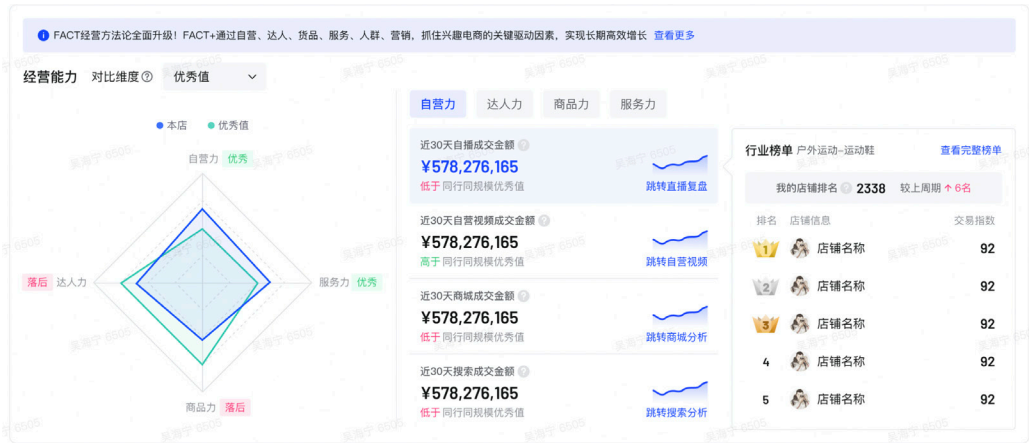 FACT经营方法论全面升级！FACT+通过自营、达人、货品、服务、人群、营销，抓住兴趣电商的关键驱动因素，实现长期高效增长 查看更多
经营能力 对比维度 ? 优秀值
本店 优秀值
自营力 优秀
落后 达人力
服务力 优秀
商品力 落后
自营力 达人力 商品力 服务力
近30天自播成交金额 ?
¥578,276,165
低于 同行同规模优秀值 跳转直播复盘
近30天自营视频成交金额 ?
¥578,276,165
高于 同行同规模优秀值 跳转自营视频
近30天商城成交金额 ?
¥578,276,165
低于 同行同规模优秀值 跳转商城分析
近30天搜索成交金额 ?
¥578,276,165
低于 同行同规模优秀值 跳转搜索分析
行业榜单 户外运动-运动鞋 查看完整榜单
我的店铺排名 ? 2338 较上周期 ↑ 6名
排名 店铺信息 交易指数
1 店铺名称 92
2 店铺名称 92
3 店铺名称 92
4 店铺名称 92
5 店铺名称 92